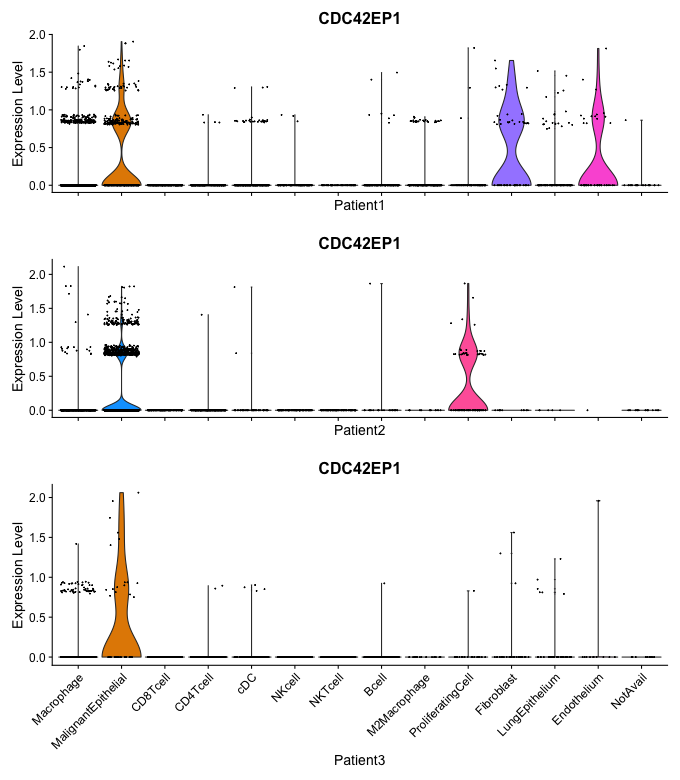 CDC42EP1
Expression Level
2.0
1.5
1.0
0.5
0.0
Patient1
CDC42EP1
Expression Level
2.0
1.5
1.0
0.5
0.0
Patient2
CDC42EP1
Expression Level
2.0
1.5
1.0
0.5
0.0
Macrophage
MalignantEpithelial
CD8Tcell
CD4Tcell
cDC
NKcell
NKTcell
Bcell
M2Macrophage
ProliferatingCell
Fibroblast
LungEpithelium
Endothelium
NotAvail
Patient3